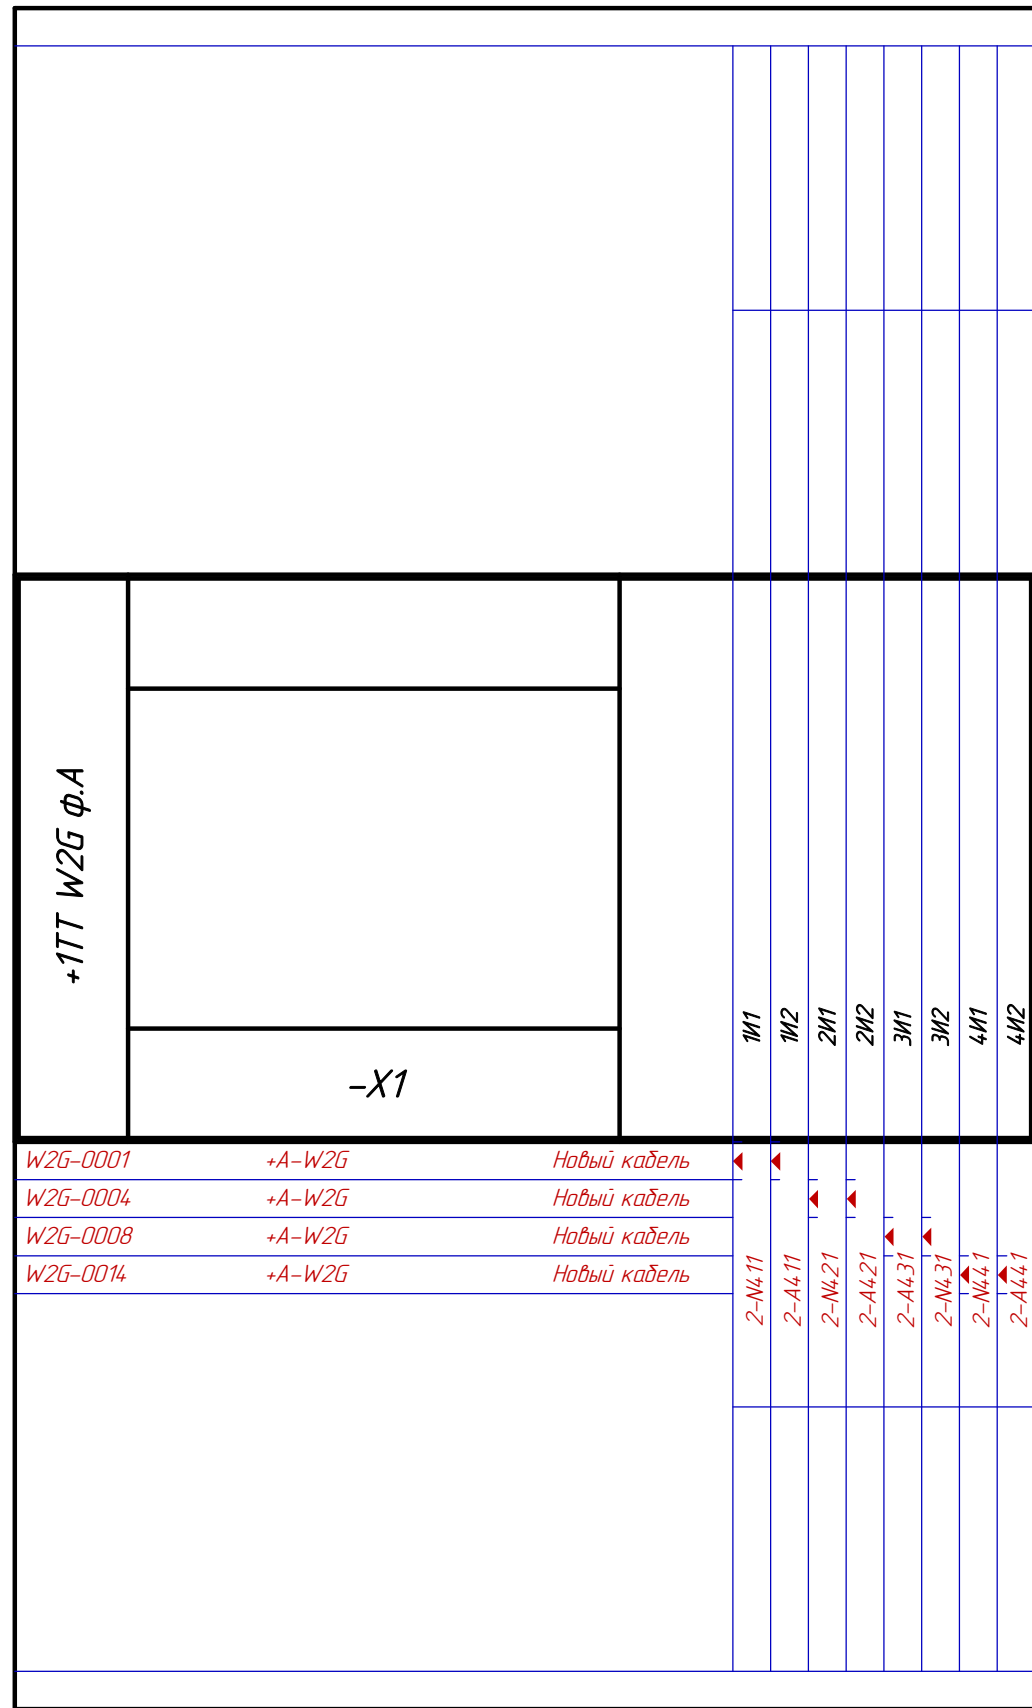 +1ТТ W2G ф.А
-X1
1И1
1И2
2И1
2И2
3И1
3И2
4И1
4И2
W2G-0001 +A-W2G Новый кабель
W2G-0004 +A-W2G Новый кабель
W2G-0008 +A-W2G Новый кабель
W2G-0014 +A-W2G Новый кабель
2-N411
2-A411
2-N421
2-A421
2-A431
2-N431
2-N441
2-A441